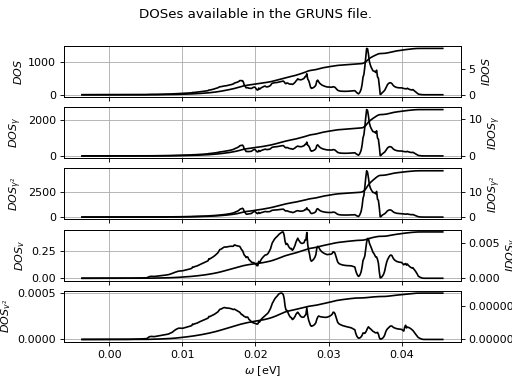 DOSes available in the GRUNS file.
DOS
1000
0
5
0
IDOS
DOSγ
2000
0
10
0
IDOSγ
DOSγ²
2500
0
10
0
IDOSγ²
DOSv
0.25
0.00
0.005
0.000
IDOSv
DOSv²
0.0005
0.0000
0.00000
0.00 0.01 0.02 0.03 0.04
ω [eV]